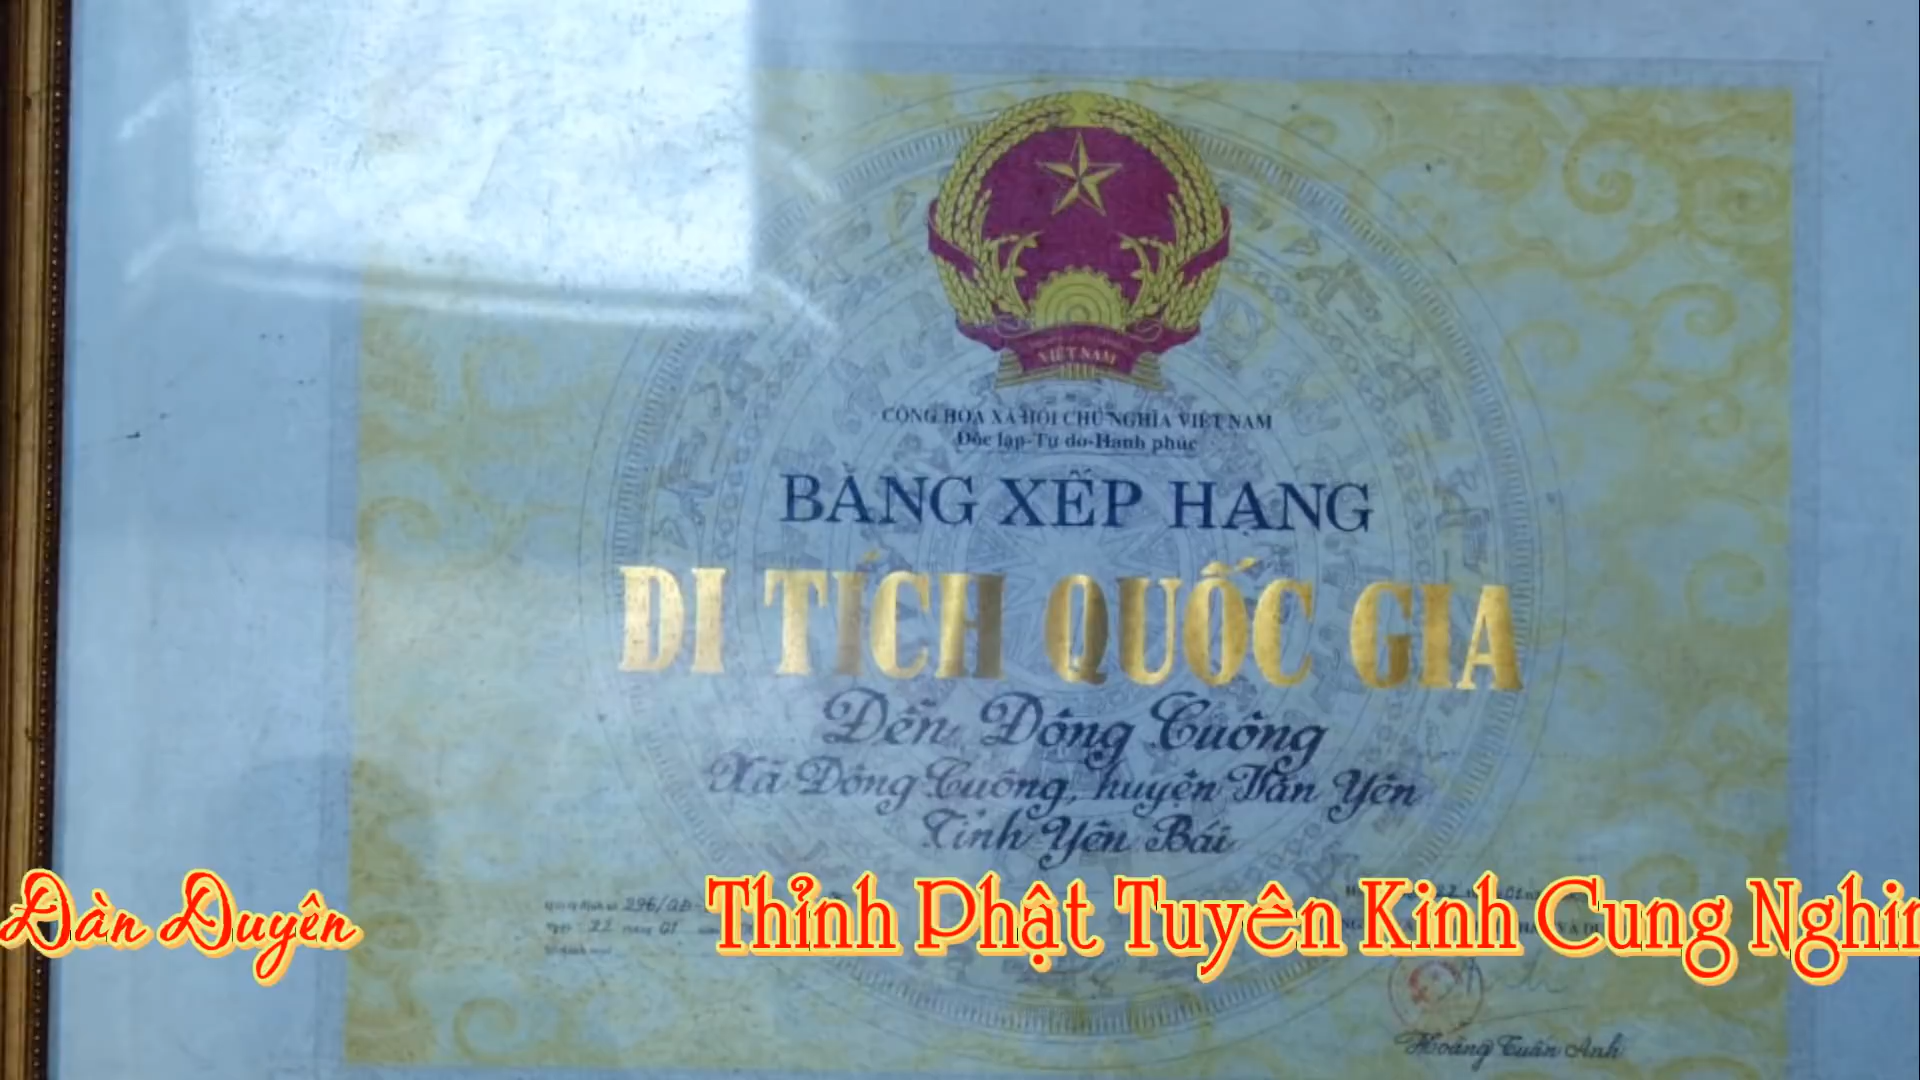 VIỆT NAM
CỘNG HÒA XÃ HỘI CHỦ NGHĨA VIỆT NAM
Độc lập-Tự do-Hạnh phúc
BẰNG XẾP HẠNG
DI TÍCH QUỐC GIA
Đền Đông Cuông
Xã Đông Cuông, huyện Văn Yên
Tỉnh Yên Bái
296/QĐ-
Đàn Duyên
Thỉnh Phật Tuyên Kinh Cung Nghin
Hoàng Tuấn Anh